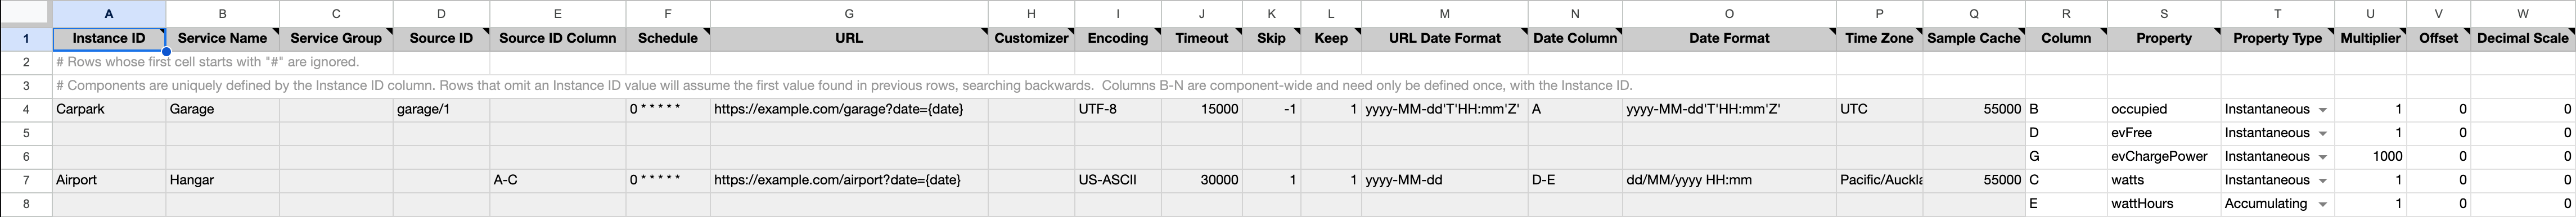 A B C D E F G H I J K L M N O P Q R S T U V W
1 Instance ID Service Name Service Group Source ID Source ID Column Schedule URL Customizer Encoding Timeout Skip Keep URL Date Format Date Column Date Format Time Zone Sample Cache Column Property Property Type Multiplier Offset Decimal Scale
2 # Rows whose first cell starts with "#" are ignored.
3 # Components are uniquely defined by the Instance ID column. Rows that omit an Instance ID value will assume the first value found in previous rows, searching backwards.  Columns B-N are component-wide and need only be defined once, with the Instance ID.
4 Carpark Garage garage/1 0 * * * * * https://example.com/garage?date={date} UTF-8 15000 -1 1 yyyy-MM-dd'T'HH:mm'Z' A yyyy-MM-dd'T'HH:mm'Z' UTC 55000 B occupied Instantaneous 1 0 0
5 D evFree Instantaneous 1 0 0
6 G evChargePower Instantaneous 1000 0 0
7 Airport Hangar A-C 0 * * * * * https://example.com/airport?date={date} US-ASCII 30000 1 1 yyyy-MM-dd D-E dd/MM/yyyy HH:mm Pacific/Auckla 55000 C watts Instantaneous 1 0 0
8 E wattHours Accumulating 1 0 0